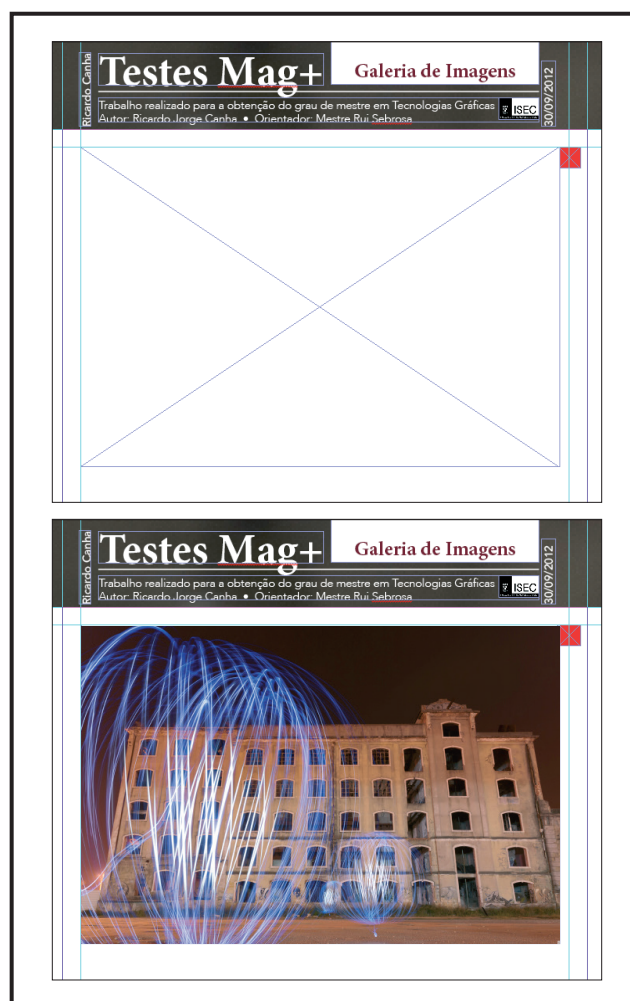 Ricardo Canha
Testes Mag+
Galeria de Imagens
Trabalho realizado para a obtenção do grau de mestre em Tecnologias Gráficas
Autor: Ricardo Jorge Canha • Orientador: Mestre Rui Sebrosa
ISEC
30/09/2012
Ricardo Canha
Testes Mag+
Galeria de Imagens
Trabalho realizado para a obtenção do grau de mestre em Tecnologias Gráficas
Autor: Ricardo Jorge Canha • Orientador: Mestre Rui Sebrosa
ISEC
30/09/2012